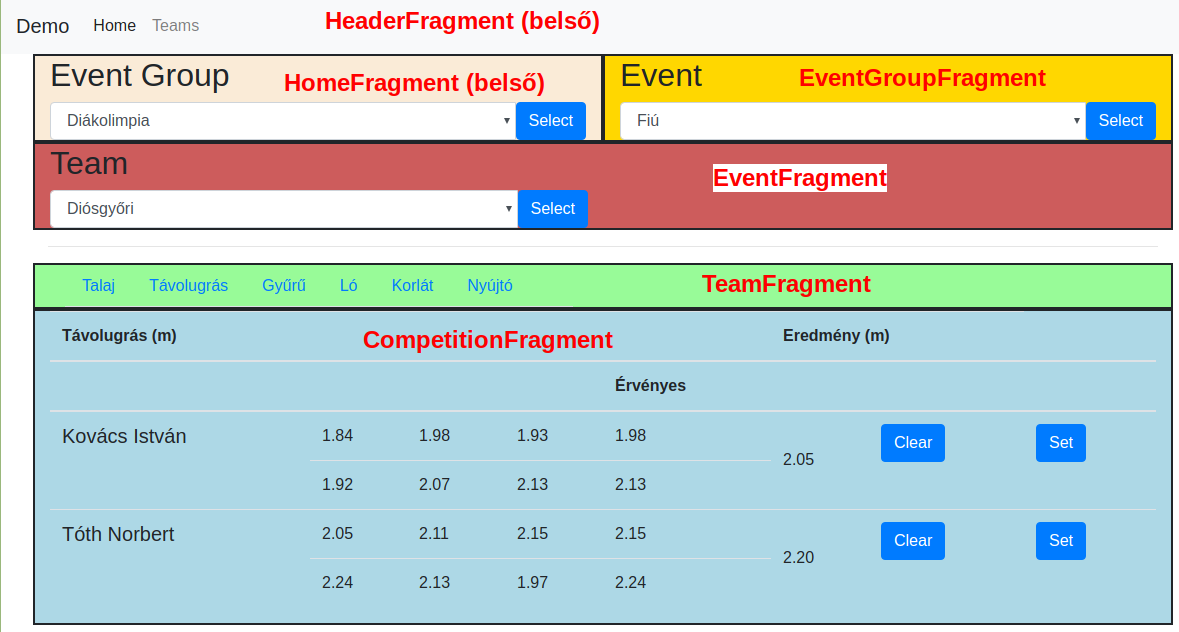 Demo Home Teams HeaderFragment (belső)
Event Group HomeFragment (belső)
Diákolimpia Select
Event EventGroupFragment
Fiú Select
Team EventFragment
Diósgyőri Select
Talaj Távolugrás Gyűrű Ló Korlát Nyújtó TeamFragment
Távolugrás (m) CompetitionFragment Eredmény (m)
Érvényes
Kovács István 1.84 1.98 1.93 1.98 Clear Set
2.05
1.92 2.07 2.13 2.13
Tóth Norbert 2.05 2.11 2.15 2.15 Clear Set
2.20
2.24 2.13 1.97 2.24